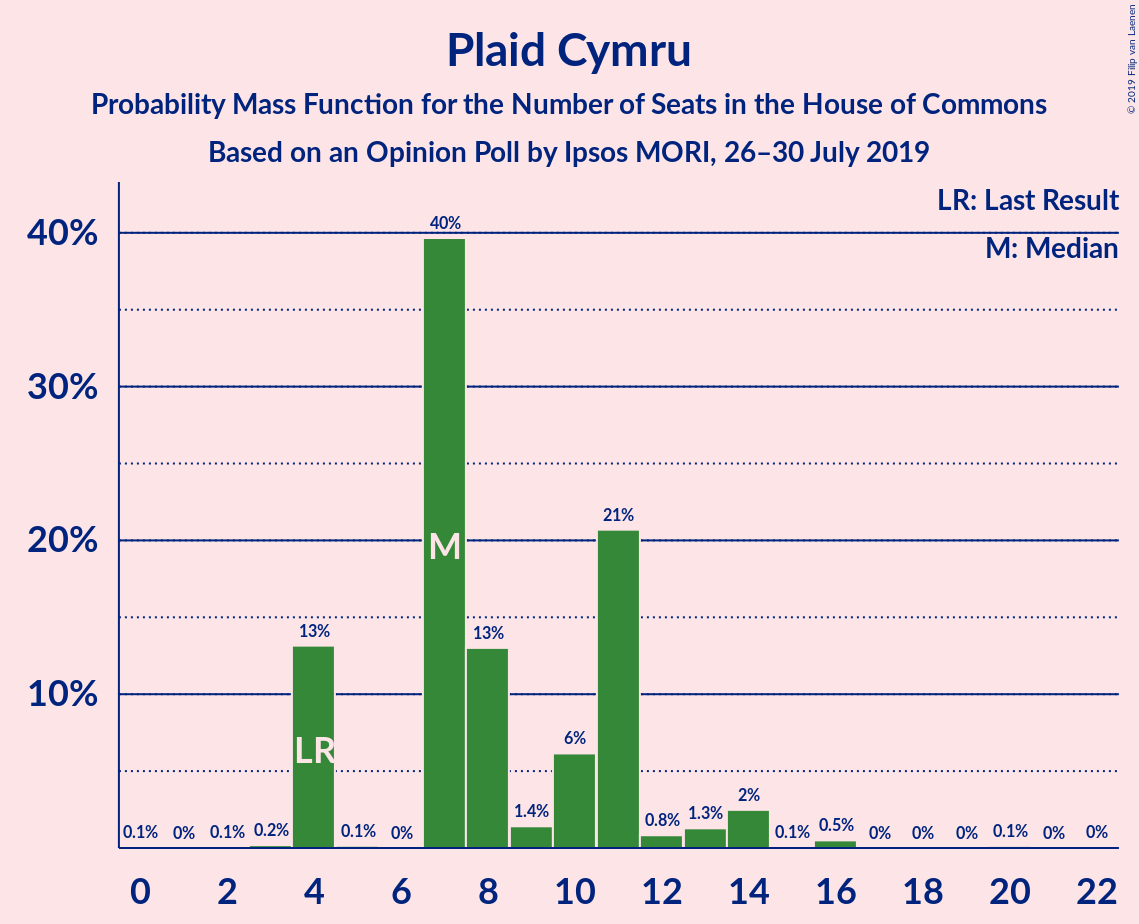 Plaid Cymru
Probability Mass Function for the Number of Seats in the House of Commons
Based on an Opinion Poll by Ipsos MORI, 26–30 July 2019
© 2019 Filip van Laenen
LR: Last Result
M: Median
40%
30%
20%
10%
0.1% 0% 0.1% 0.2% 13% 0.1% 0% 40% 13% 1.4% 6% 21% 0.8% 1.3% 2% 0.1% 0.5% 0% 0% 0% 0.1% 0% 0%
LR
M
0 2 4 6 8 10 12 14 16 18 20 22